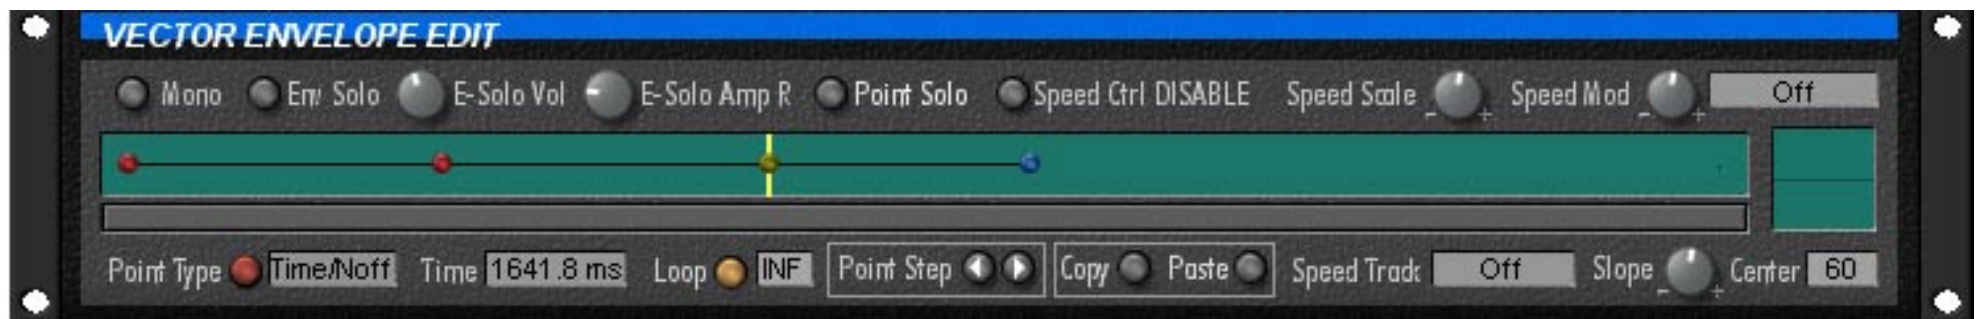 VECTOR ENVELOPE EDIT
Mono Env Solo E-Solo Vol E-Solo Amp R Point Solo Speed Ctrl DISABLE Speed Scale - + Speed Mod - + Off
Point Type Time/Noff Time 1641.8 ms Loop INF Point Step Copy Paste Speed Track Off Slope - + Center 60